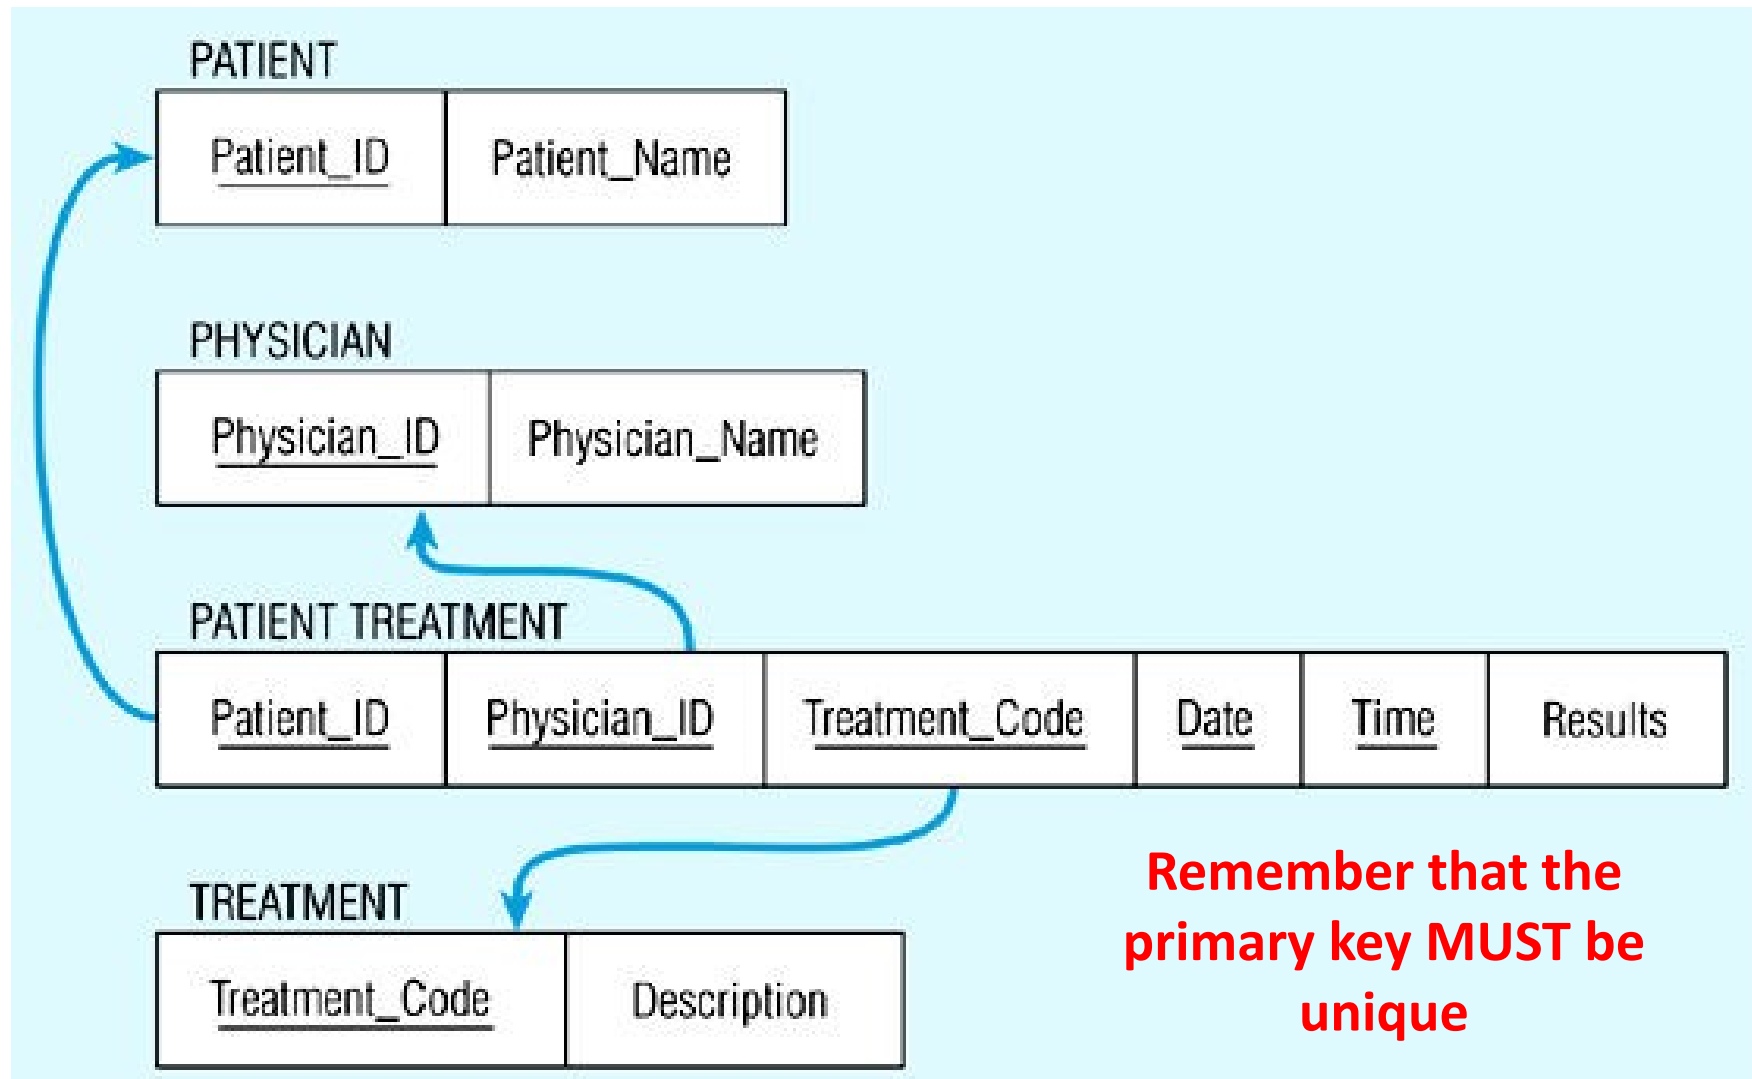 PATIENT
Patient_ID Patient_Name
PHYSICIAN
Physician_ID Physician_Name
PATIENT TREATMENT
Patient_ID Physician_ID Treatment_Code Date Time Results
TREATMENT
Treatment_Code Description
Remember that the
primary key MUST be
unique